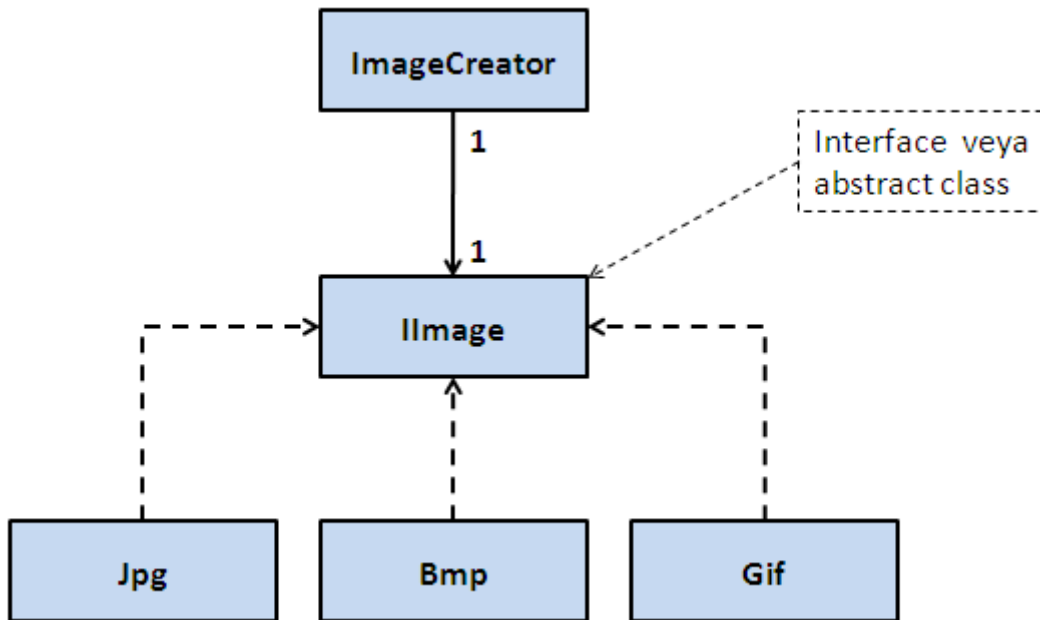 ImageCreator
1
Interface veya
abstract class
1
IImage
Jpg
Bmp
Gif